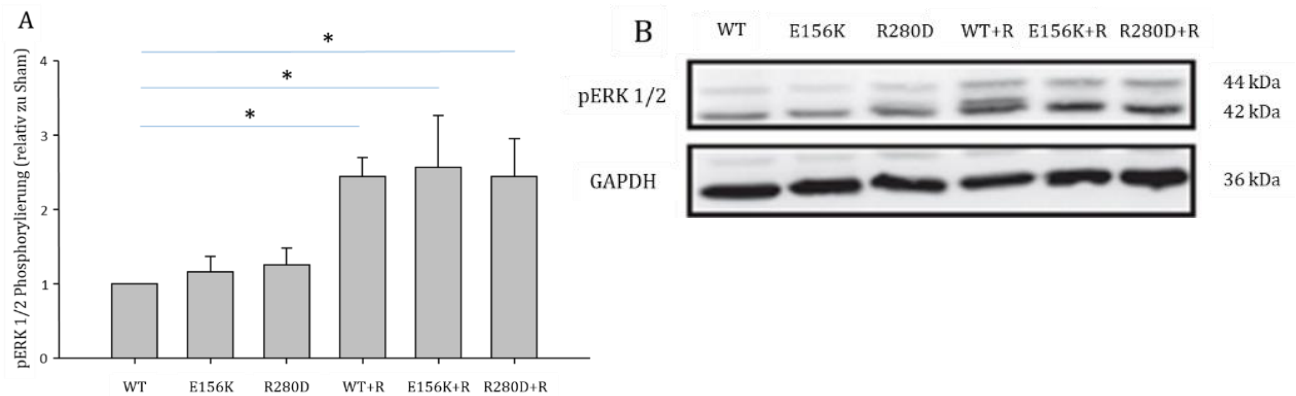 A
pERK 1/2 Phosphorylierung (relativ zu Sham)
4
3
2
1
0
*
*
*
WT E156K R280D WT+R E156K+R R280D+R
B
WT E156K R280D WT+R E156K+R R280D+R
pERK 1/2
44 kDa
42 kDa
GAPDH
36 kDa